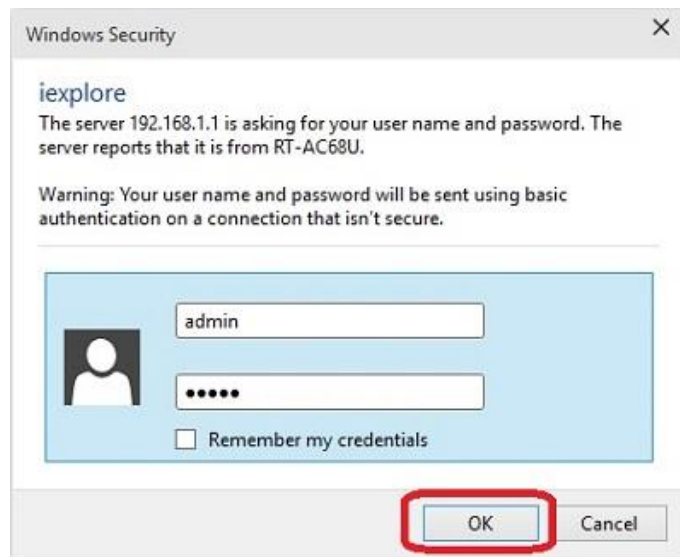 Windows Security
iexplore
The server 192.168.1.1 is asking for your user name and password. The
server reports that it is from RT-AC68U.
Warning: Your user name and password will be sent using basic
authentication on a connection that isn't secure.
admin
•••••
Remember my credentials
OK Cancel